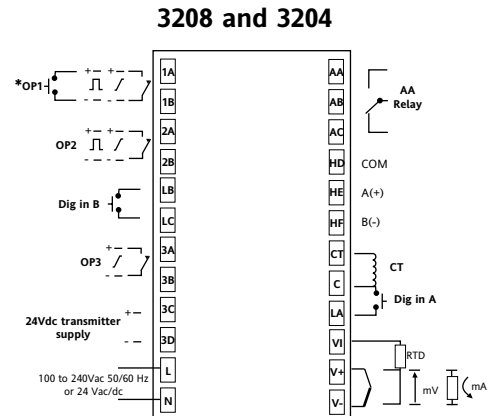 3208 and 3204
*OP1
+ - + -
1A
1B
OP2
+ - + -
2A
2B
Dig in B
LB
LC
OP3
+ -
3A
3B
24Vdc transmitter
supply
+ -
3C
3D
100 to 240Vac 50/60 Hz
or 24 Vac/dc
L
N
AA
AB
AC
AA
Relay
HD COM
HE A(+)
HF B(-)
CT
C
LA
CT
Dig in A
VI
V+
V-
RTD
mV
mA